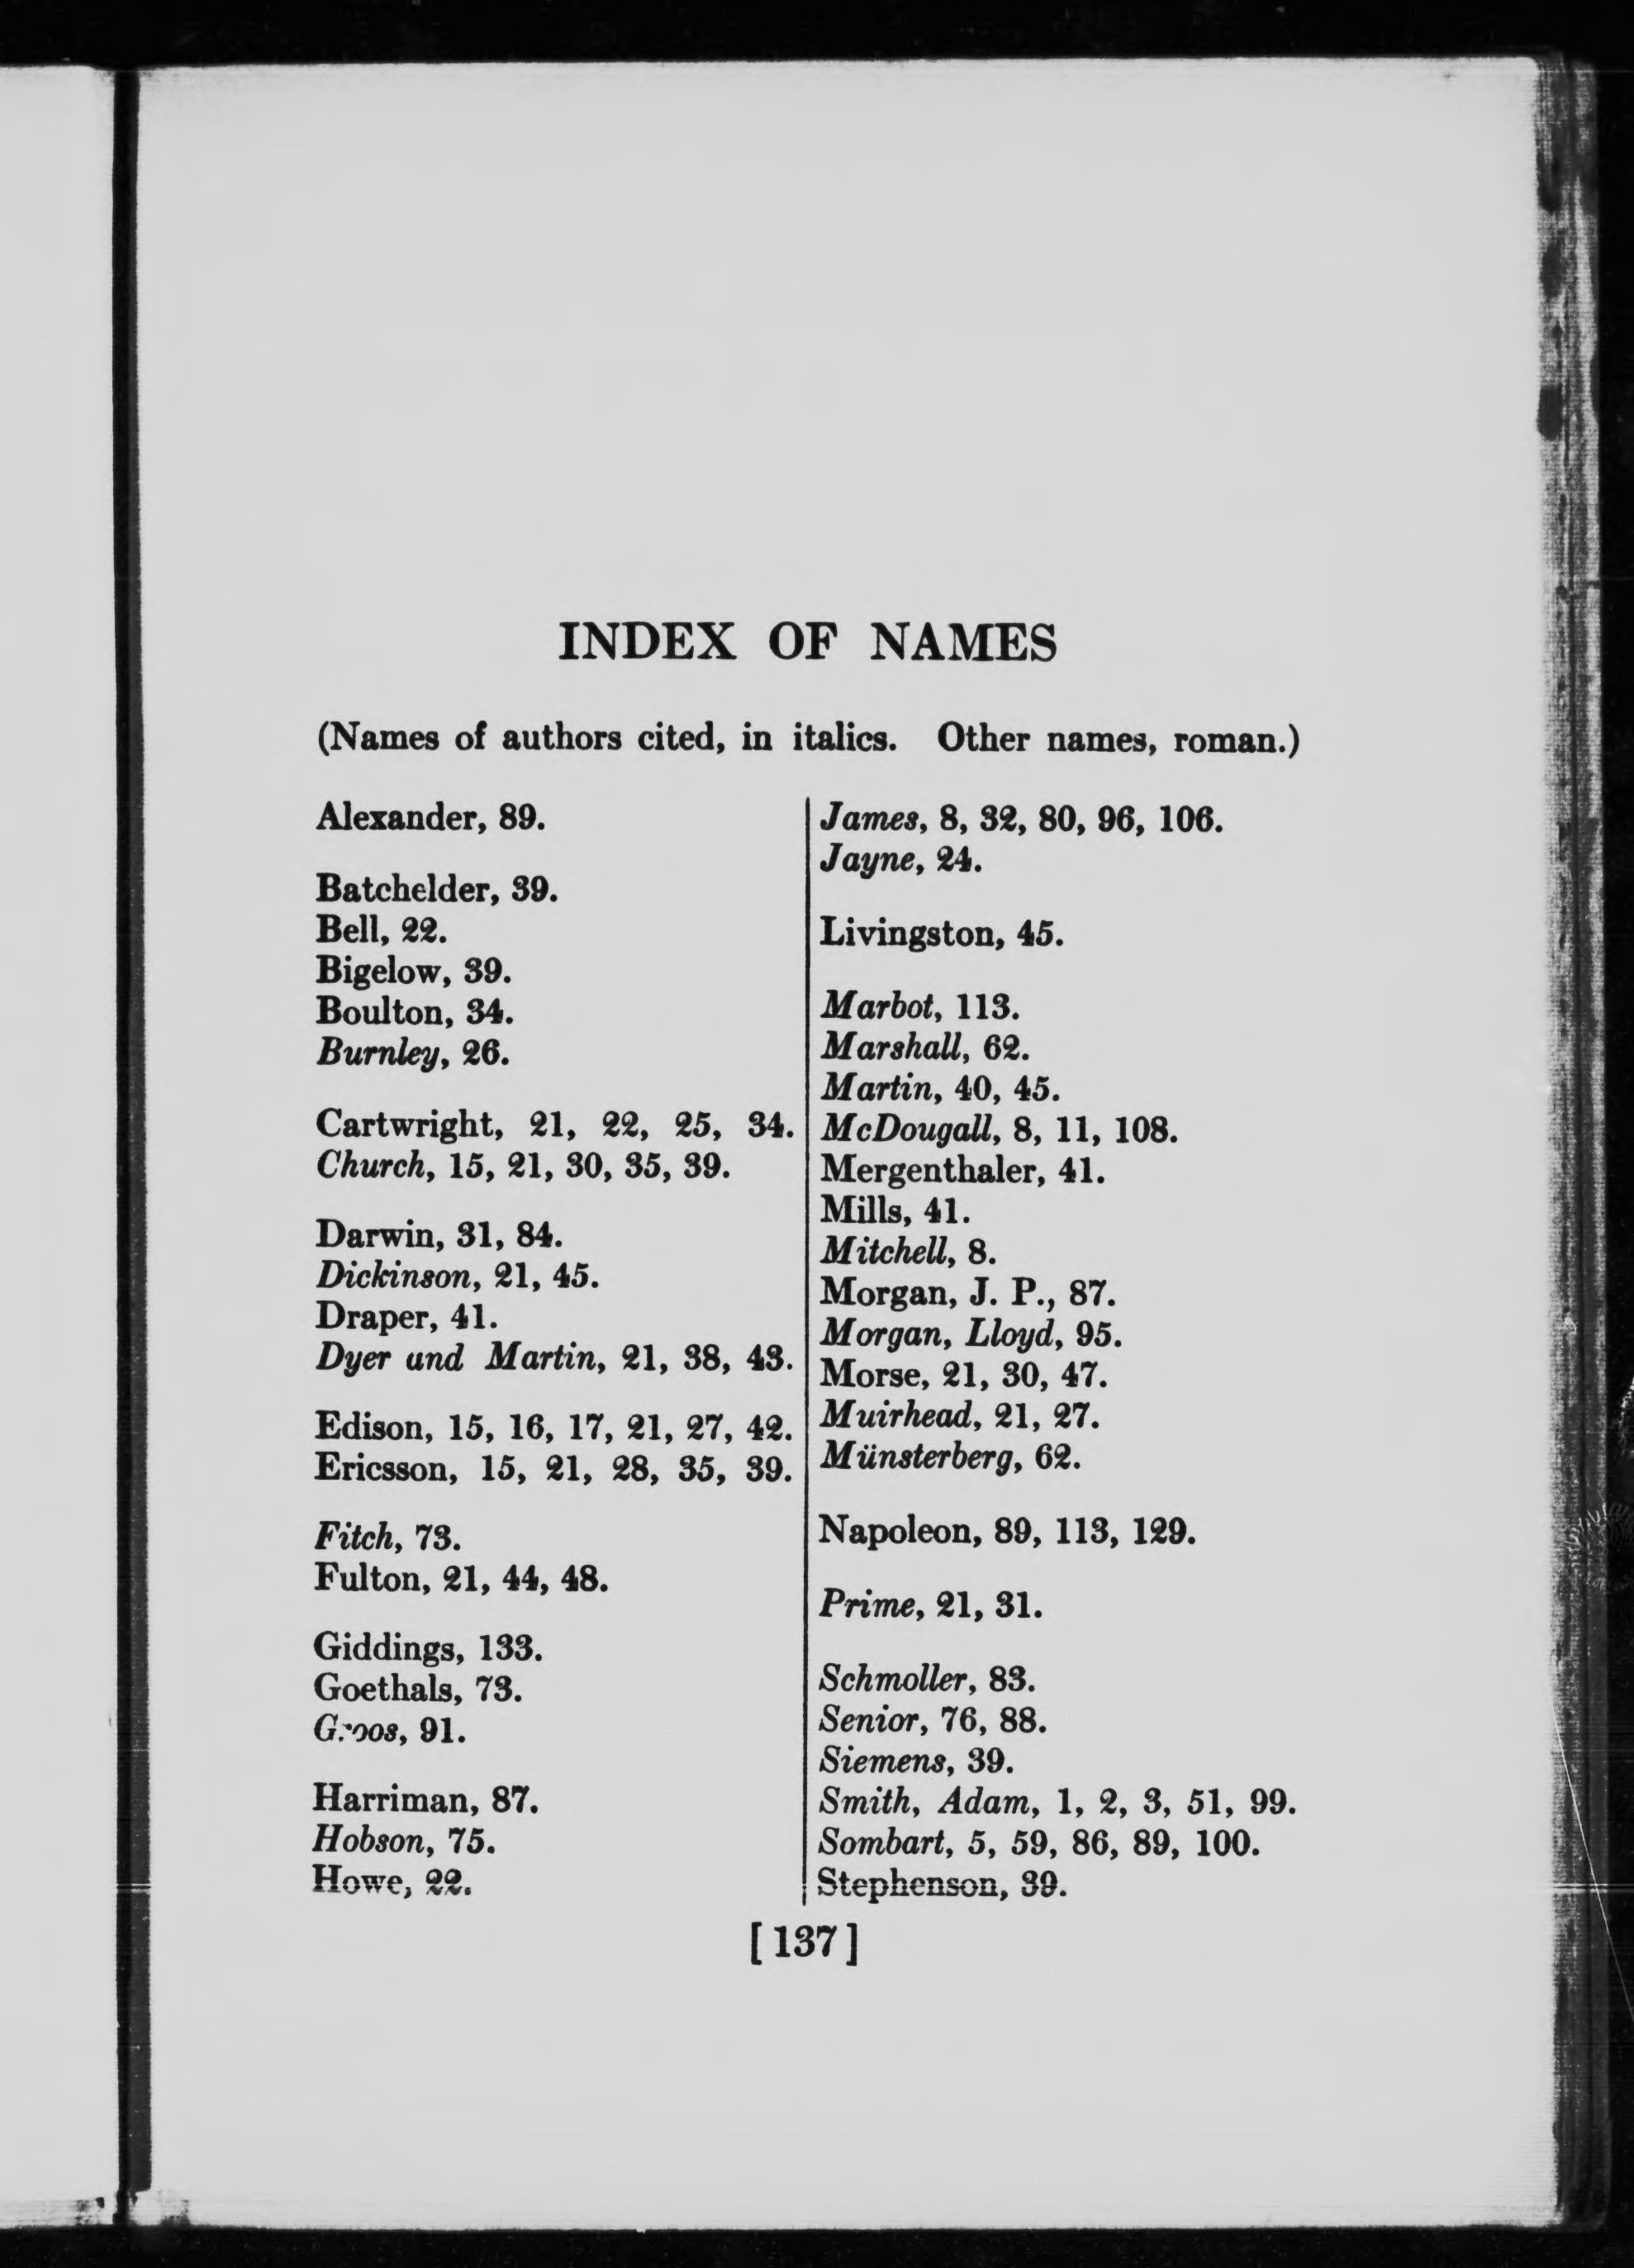 INDEX OF NAMES
(Names of authors cited, in italics. Other names, roman.)
Alexander, 89.
Batchelder, 39.
Bell, 22.
Bigelow, 39.
Boulton, 34.
Burnley, 26.
Cartwright, 21, 22, 25, 34.
Church, 15, 21, 30, 35, 39.
Darwin, 31, 84.
Dickinson, 21, 45.
Draper, 41.
Dyer and Martin, 21, 38, 43.
Edison, 15, 16, 17, 21, 27, 42.
Ericsson, 15, 21, 28, 35, 39.
Fitch, 73.
Fulton, 21, 44, 48.
Giddings, 133.
Goethals, 73.
Groos, 91.
Harriman, 87.
Hobson, 75.
Howe, 22.
James, 8, 32, 80, 96, 106.
Jayne, 24.
Livingston, 45.
Marbot, 113.
Marshall, 62.
Martin, 40, 45.
McDougall, 8, 11, 108.
Mergenthaler, 41.
Mills, 41.
Mitchell, 8.
Morgan, J. P., 87.
Morgan, Lloyd, 95.
Morse, 21, 30, 47.
Muirhead, 21, 27.
Münsterberg, 62.
Napoleon, 89, 113, 129.
Prime, 21, 31.
Schmoller, 83.
Senior, 76, 88.
Siemens, 39.
Smith, Adam, 1, 2, 3, 51, 99.
Sombart, 5, 59, 86, 89, 100.
Stephenson, 39.
[137]